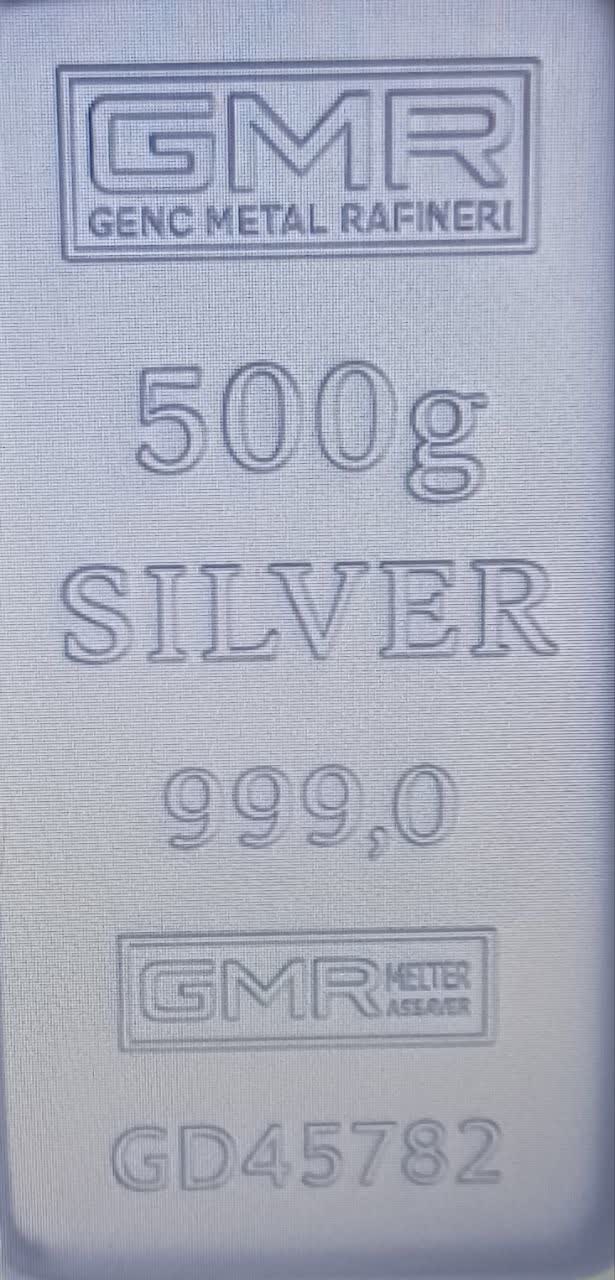 GMR
GENC METAL RAFINERI
500g
SILVER
999,0
GMR MELTER
ASSAYER
GD45782